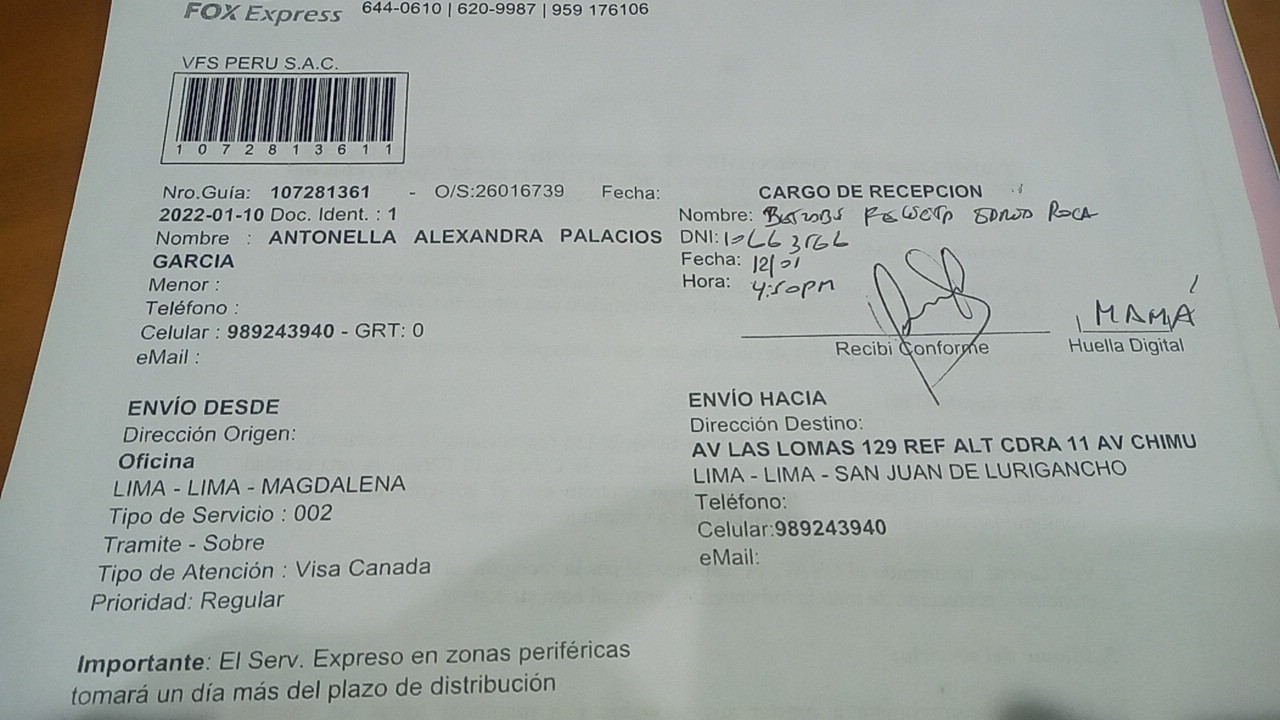 FOX Express 644-0610 | 620-9987 | 959 176106
VFS PERU S.A.C.
1 0 7 2 8 1 3 6 1 1
Nro.Guía: 107281361 - O/S:26016739 Fecha:
2022-01-10 Doc. Ident. : 1
Nombre : ANTONELLA ALEXANDRA PALACIOS
GARCIA
Menor :
Teléfono :
Celular : 989243940 - GRT: 0
eMail :
CARGO DE RECEPCION
Nombre: ROCA
DNI:
Fecha: 12/01
Hora: 4:50pm
MAMÁ
Recibi Conforme Huella Digital
ENVÍO DESDE
Dirección Origen:
Oficina
LIMA - LIMA - MAGDALENA
Tipo de Servicio : 002
Tramite - Sobre
Tipo de Atención : Visa Canada
Prioridad: Regular
ENVÍO HACIA
Dirección Destino:
AV LAS LOMAS 129 REF ALT CDRA 11 AV CHIMU
LIMA - LIMA - SAN JUAN DE LURIGANCHO
Teléfono:
Celular:989243940
eMail:
Importante: El Serv. Expreso en zonas periféricas
tomará un día más del plazo de distribución